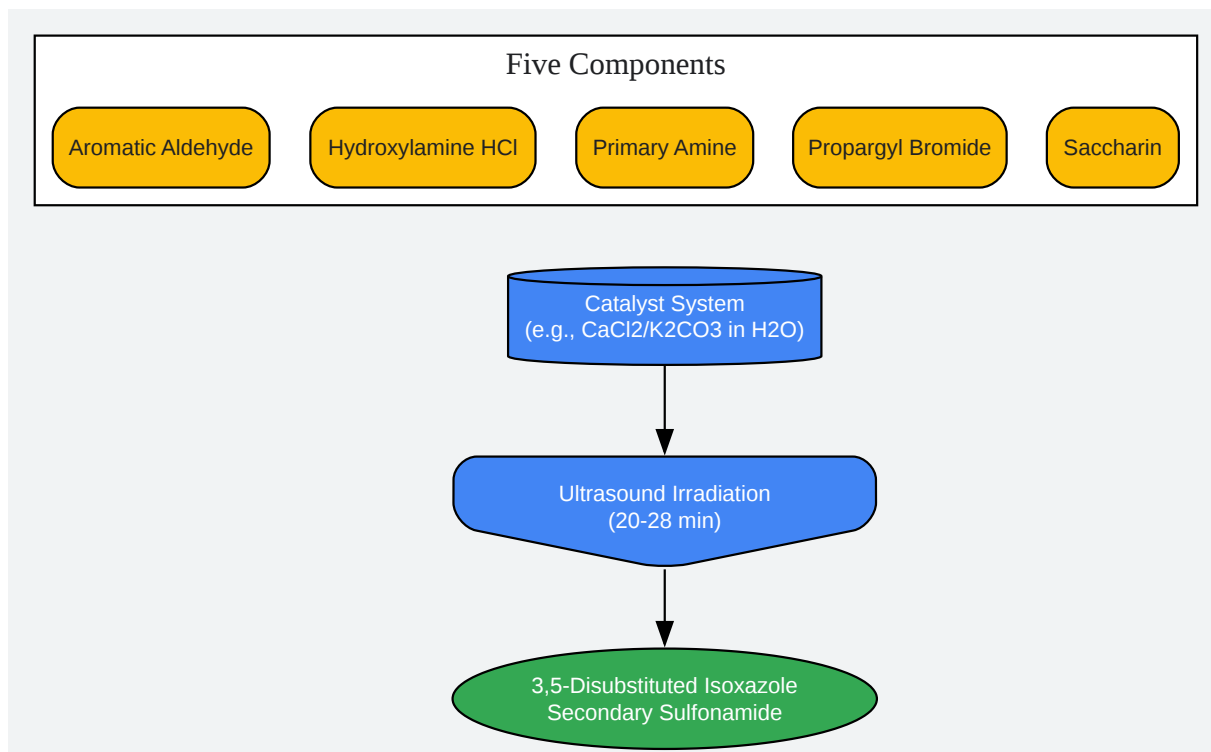 Five Components
Aromatic Aldehyde
Hydroxylamine HCl
Primary Amine
Propargyl Bromide
Saccharin
Catalyst System
(e.g., CaCl2/K2CO3 in H2O)
Ultrasound Irradiation
(20-28 min)
3,5-Disubstituted Isoxazole
Secondary Sulfonamide